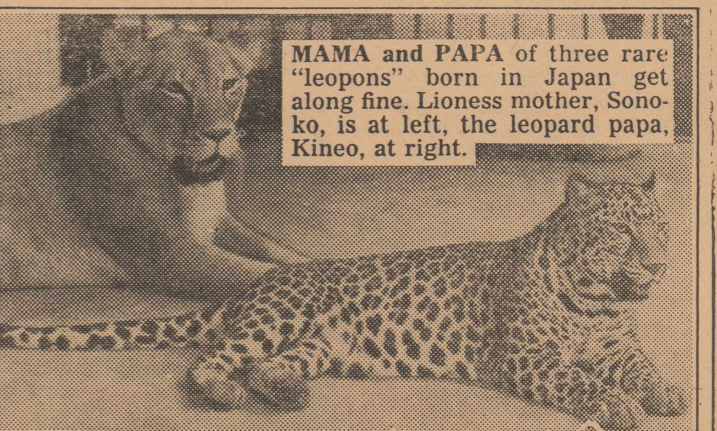 MAMA and PAPA of three rare
“leopons” born in Japan get
along fine. Lioness mother, Sono-
ko, is at left, the leopard papa,
Kineo, at right.